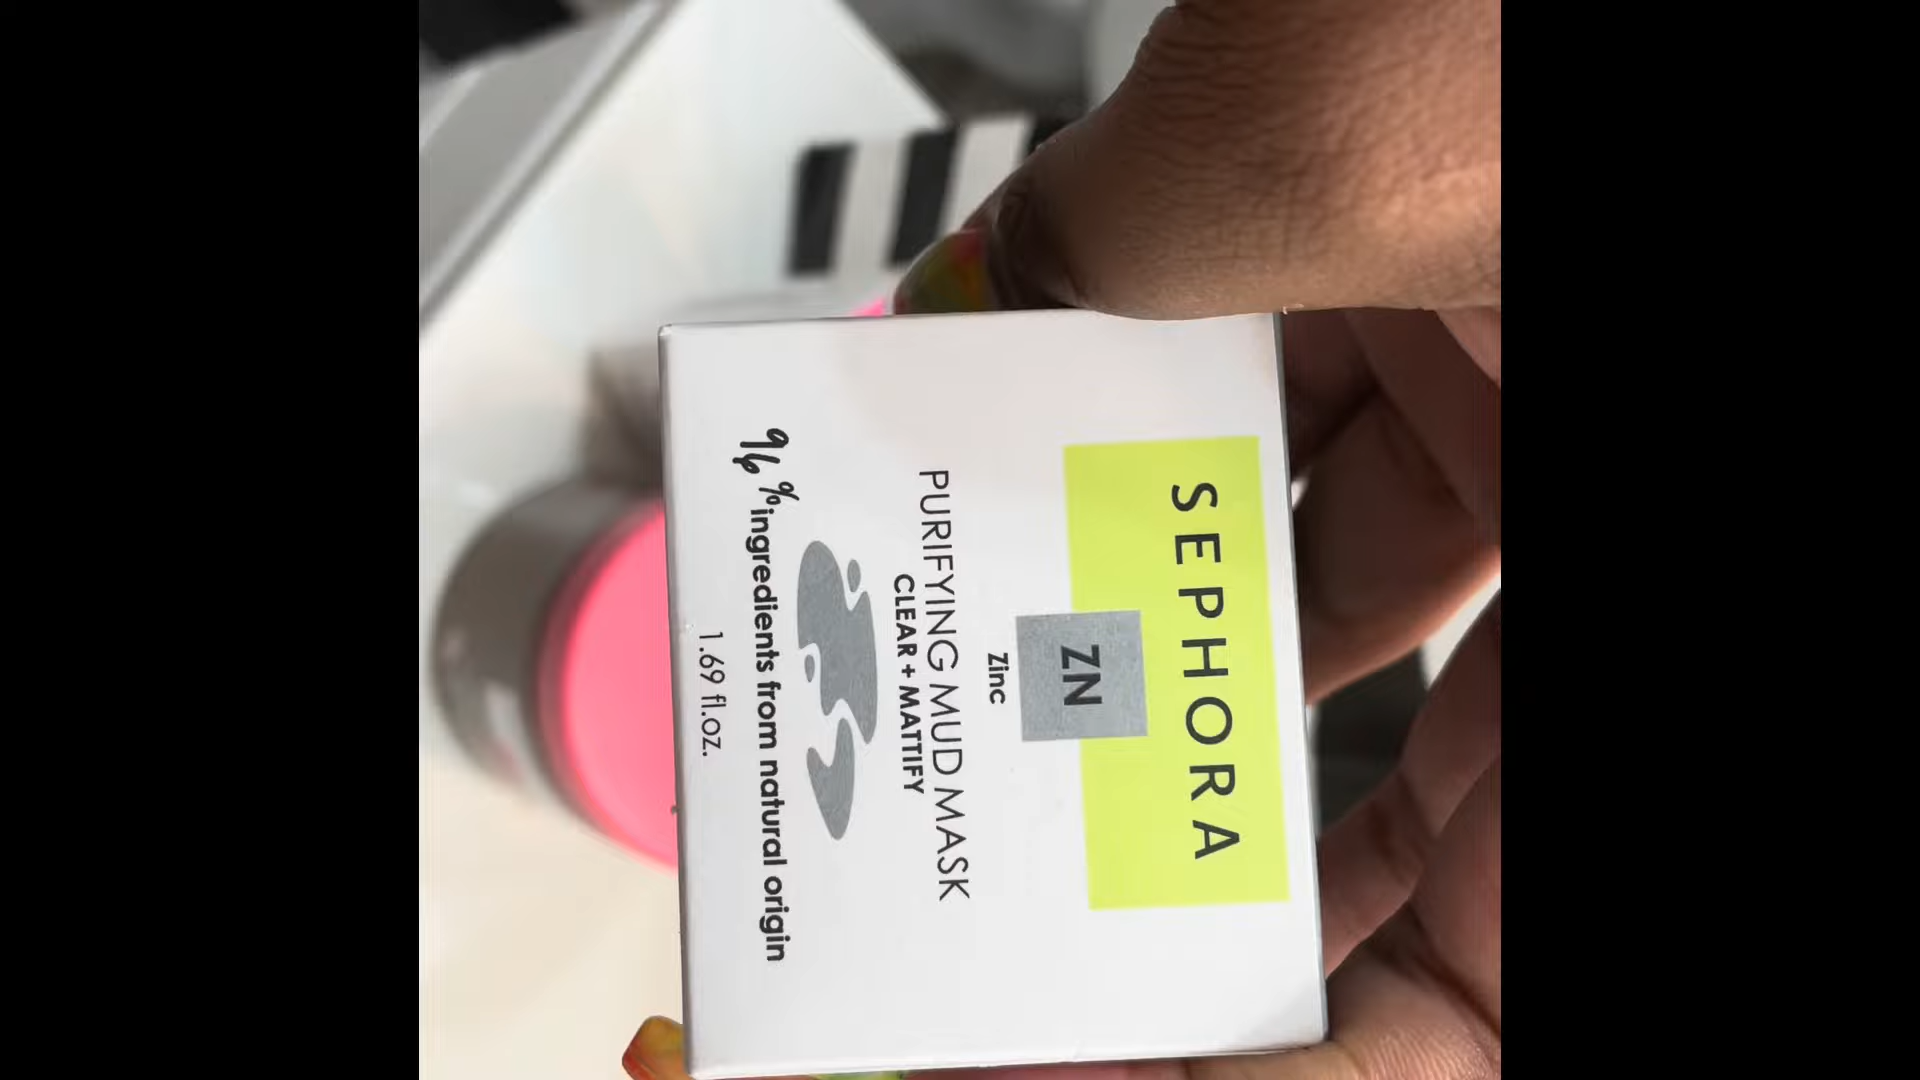 SEPHORA
ZN
Zinc
PURIFYING MUD MASK
CLEAR + MATTIFY
96% ingredients from natural origin
1.69 fl.oz.